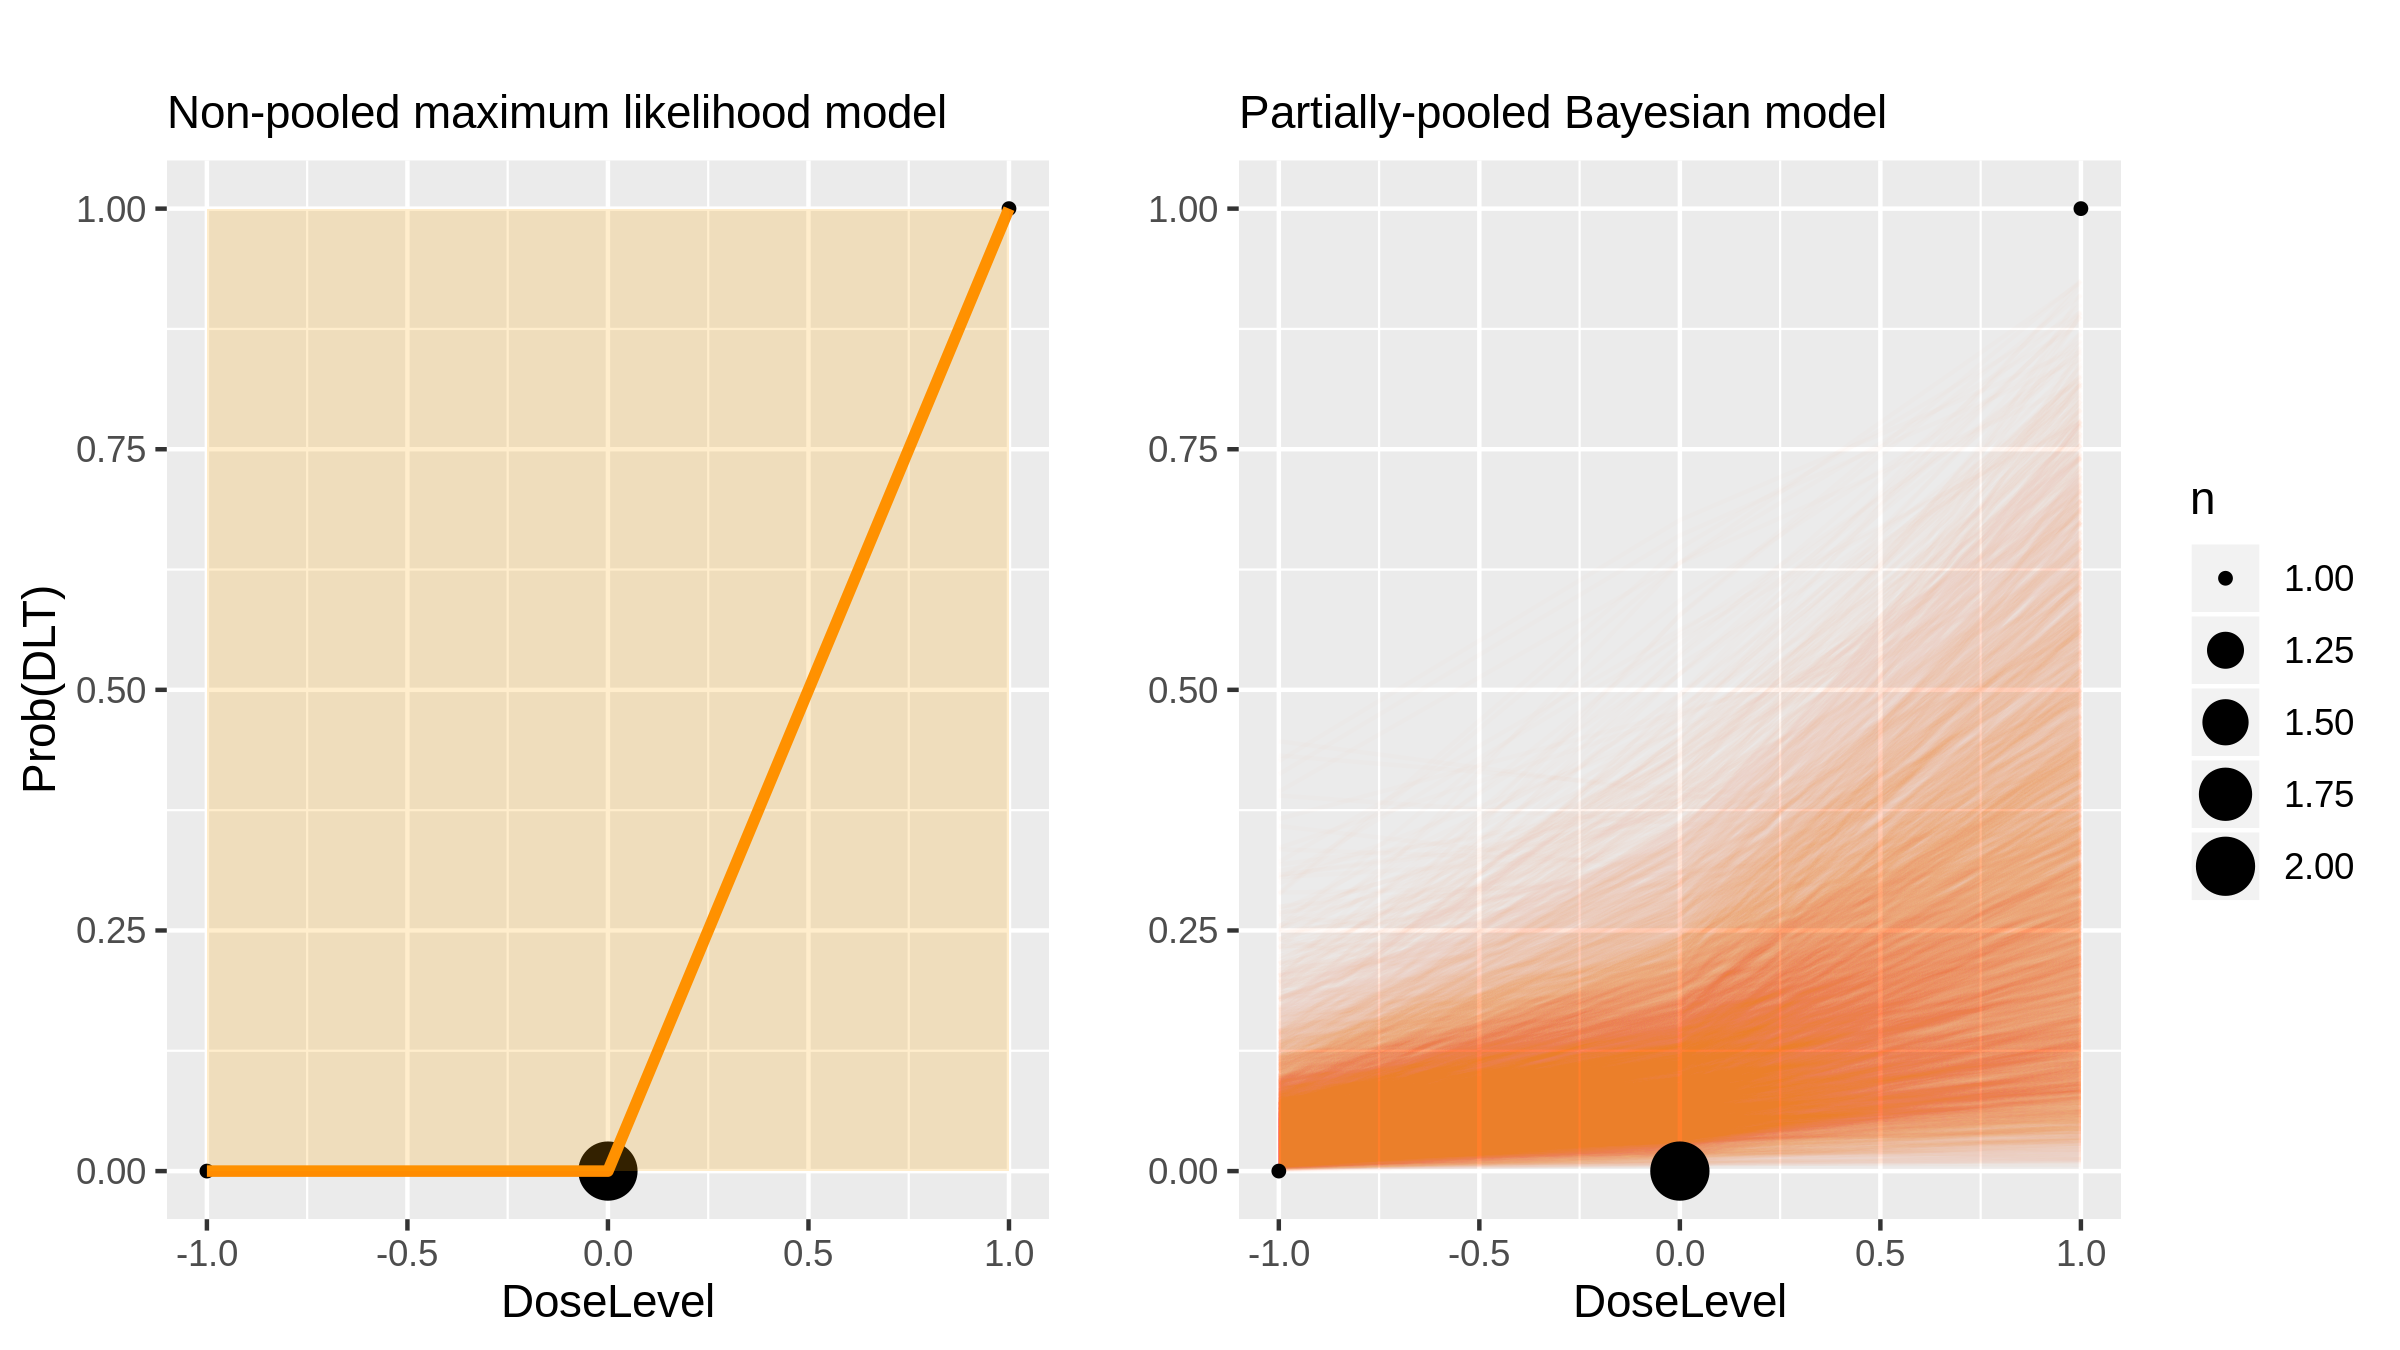 Non-pooled maximum likelihood model
Prob(DLT)
1.00
0.75
0.50
0.25
0.00
-1.0 -0.5 0.0 0.5 1.0
DoseLevel
Partially-pooled Bayesian model
1.00
0.75
0.50
0.25
0.00
-1.0 -0.5 0.0 0.5 1.0
DoseLevel
n
1.00
1.25
1.50
1.75
2.00